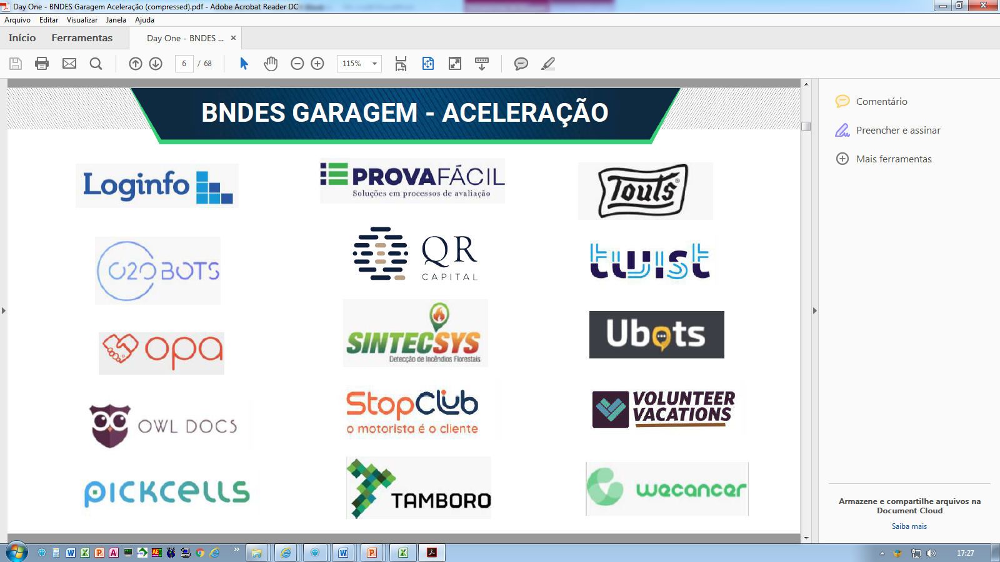 Day One - BNDES Garagem Aceleração (compressed).pdf - Adobe Acrobat Reader DC
Arquivo Editar Visualizar Janela Ajuda
Início Ferramentas Day One - BNDES ... ×
6 / 68 115%
BNDES GARAGEM - ACELERAÇÃO
Loginfo
PROVAFÁCIL
Soluções em processos de avaliação
Touts®
O2OBOTS
QR
CAPITAL
twist
opa
SINTECSYS
Detecção de Incêndios Florestais
Ubots
OWL DOCS
StopClub
o motorista é o cliente
VOLUNTEER
VACATIONS
PICKCELLS
TAMBORO
wecancer
Comentário
Preencher e assinar
Mais ferramentas
Armazene e compartilhe arquivos na
Document Cloud
Saiba mais
17:27